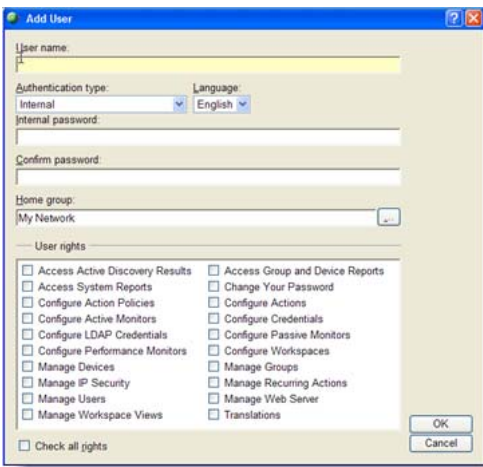 Add User
User name:
Authentication type: Language:
Internal English
Internal password:
Confirm password:
Home group:
My Network ...
User rights
Access Active Discovery Results Access Group and Device Reports
Access System Reports Change Your Password
Configure Action Policies Configure Actions
Configure Active Monitors Configure Credentials
Configure LDAP Credentials Configure Passive Monitors
Configure Performance Monitors Configure Workspaces
Manage Devices Manage Groups
Manage IP Security Manage Recurring Actions
Manage Users Manage Web Server
Manage Workspace Views Translations
OK
Check all rights Cancel